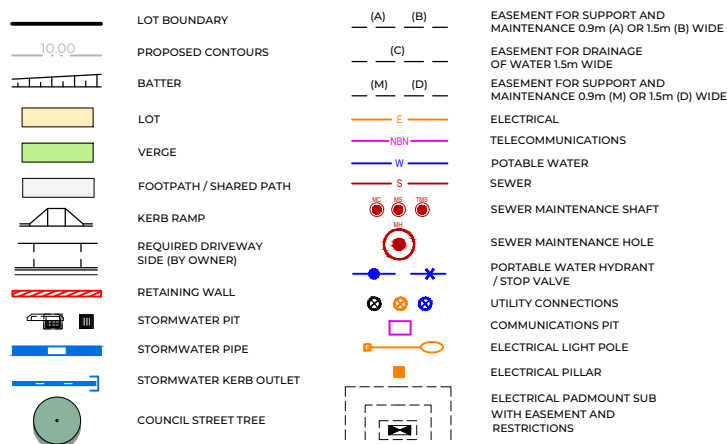 LOT BOUNDARY
10.00
PROPOSED CONTOURS
BATTER
LOT
VERGE
FOOTPATH / SHARED PATH
KERB RAMP
REQUIRED DRIVEWAY
SIDE (BY OWNER)
RETAINING WALL
STORMWATER PIT
STORMWATER PIPE
STORMWATER KERB OUTLET
COUNCIL STREET TREE
(A) (B)
EASEMENT FOR SUPPORT AND
MAINTENANCE 0.9m (A) OR 1.5m (B) WIDE
(C)
EASEMENT FOR DRAINAGE
OF WATER 1.5m WIDE
(M) (D)
EASEMENT FOR SUPPORT AND
MAINTENANCE 0.9m (M) OR 1.5m (D) WIDE
E
ELECTRICAL
NBN
TELECOMMUNICATIONS
W
POTABLE WATER
S
SEWER
MC MS TMS
SEWER MAINTENANCE SHAFT
MH
SEWER MAINTENANCE HOLE
PORTABLE WATER HYDRANT
/ STOP VALVE
UTILITY CONNECTIONS
COMMUNICATIONS PIT
ELECTRICAL LIGHT POLE
ELECTRICAL PILLAR
ELECTRICAL PADMOUNT SUB
WITH EASEMENT AND
RESTRICTIONS